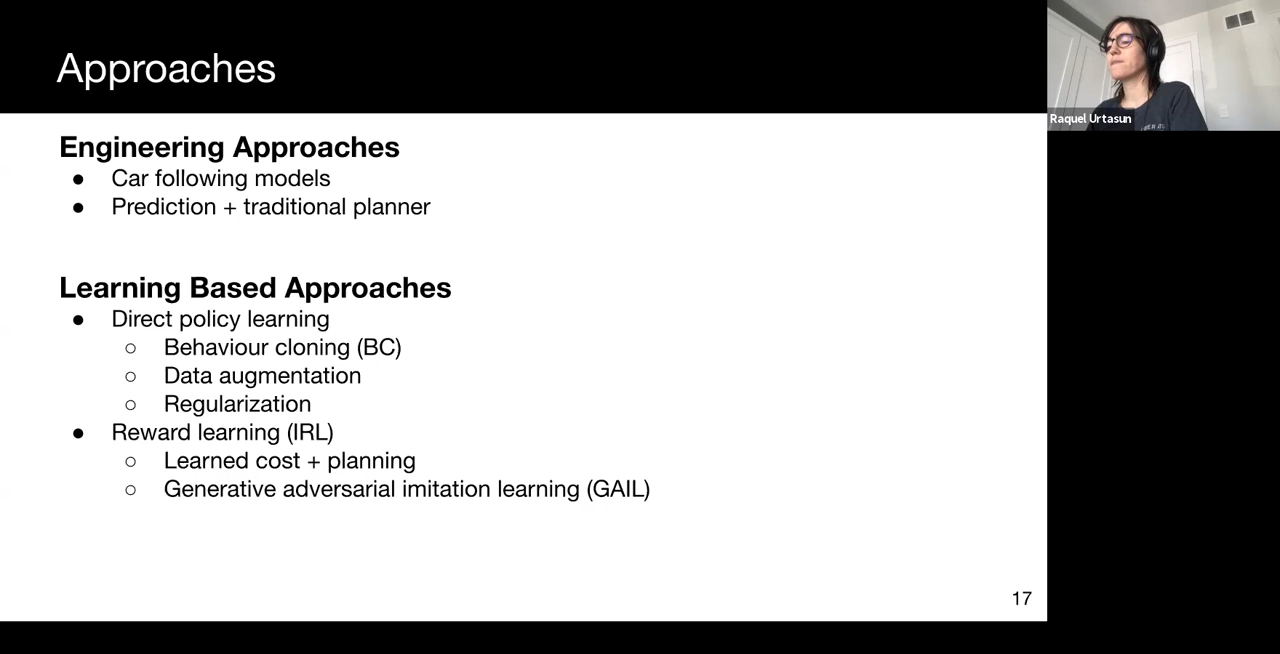 Approaches
Engineering Approaches
● Car following models
● Prediction + traditional planner
Learning Based Approaches
● Direct policy learning
○ Behaviour cloning (BC)
○ Data augmentation
○ Regularization
● Reward learning (IRL)
○ Learned cost + planning
○ Generative adversarial imitation learning (GAIL)
17
Raquel Urtasun